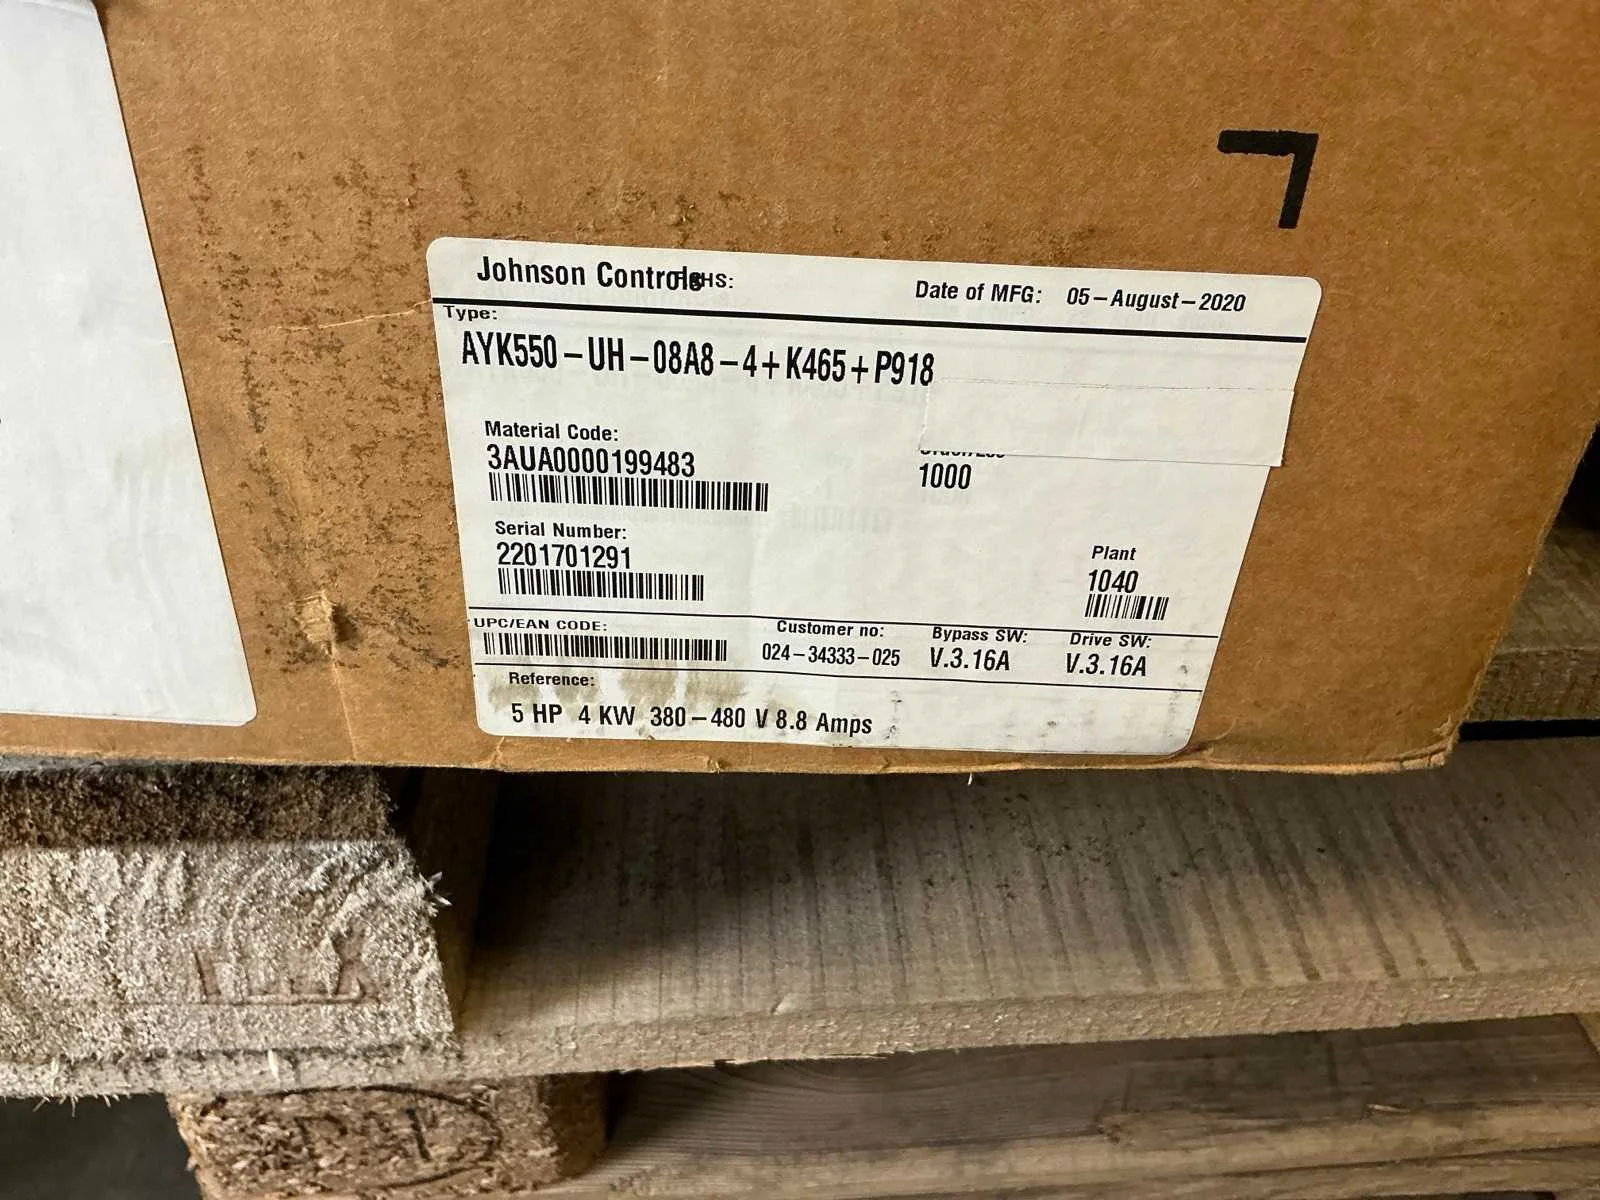 Johnson Controls HS:
Date of MFG: 05-August-2020
Type:
AYK550-UH-08A8-4+K465+P918
Material Code:
3AUA0000199483
1000
Serial Number:
2201701291
Plant
1040
UPC/EAN CODE:
Customer no:
024-34333-025
Bypass SW:
V.3.16A
Drive SW:
V.3.16A
Reference:
5 HP 4 KW 380-480 V 8.8 Amps